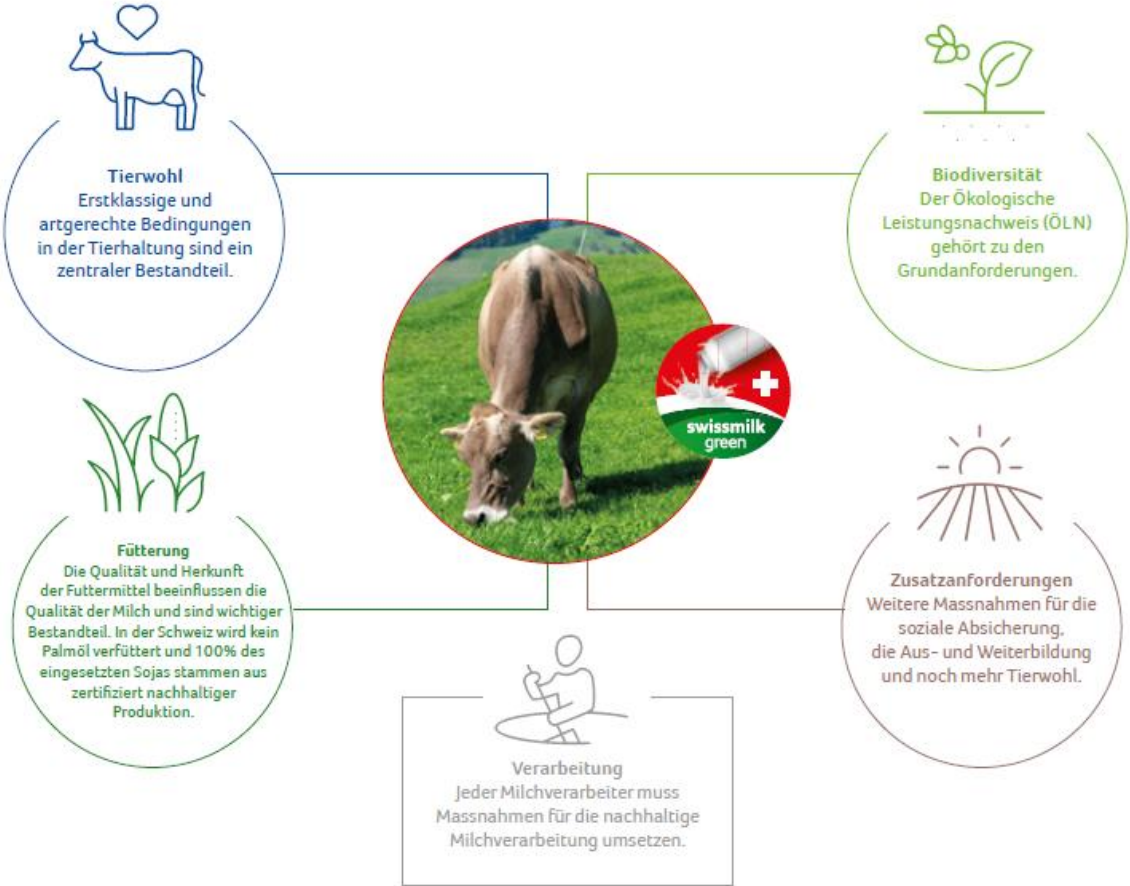 Tierwohl
Erstklassige und
artgerechte Bedingungen
in der Tierhaltung sind ein
zentraler Bestandteil.
Biodiversität
Der Ökologische
Leistungsnachweis (ÖLN)
gehört zu den
Grundanforderungen.
swissmilk
green
Fütterung
Die Qualität und Herkunft
der Futtermittel beeinflussen die
Qualität der Milch und sind wichtiger
Bestandteil. In der Schweiz wird kein
Palmöl verfüttert und 100% des
eingesetzten Sojas stammen aus
zertifiziert nachhaltiger
Produktion.
Zusatzanforderungen
Weitere Massnahmen für die
soziale Absicherung,
die Aus- und Weiterbildung
und noch mehr Tierwohl.
Verarbeitung
Jeder Milchverarbeiter muss
Massnahmen für die nachhaltige
Milchverarbeitung umsetzen.